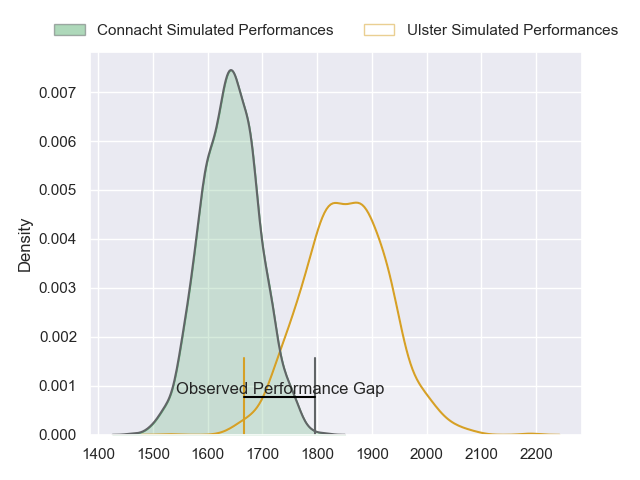 Connacht Simulated Performances
Ulster Simulated Performances
Density
0.007
0.006
0.005
0.004
0.003
0.002
0.001
0.000
Observed Performance Gap
1400 1500 1600 1700 1800 1900 2000 2100 2200